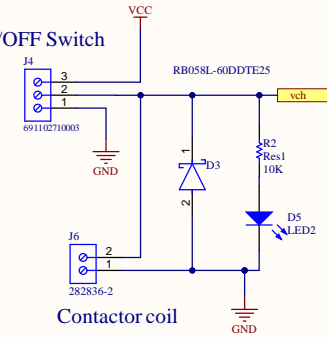 VCC
/OFF Switch
J4
3
2
1
691102710003
GND
RB058L-60DDTE25
vch
1
D3
2
R2
Res1
10K
D5
LED2
J6
2
1
282836-2
Contactor coil
GND